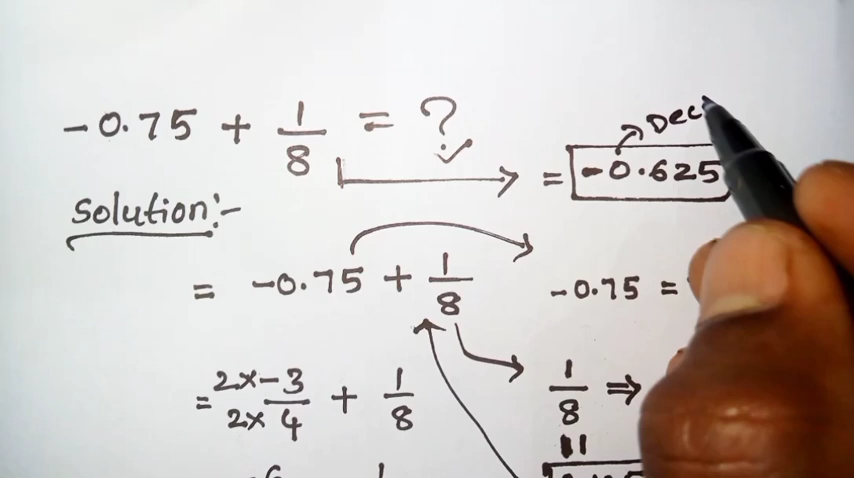 -0.75 + 1/8 = ?
= -0.625
Dec
Solution:-
= -0.75 + 1/8
-0.75 =
= 2×-3/2×4 + 1/8
1/8 ⇒